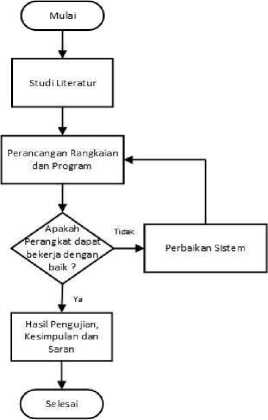 Mulai
Studi Literatur
Perancangan Rangkaian
dan Program
Apakah
Perangkat dapat
bekerja dengan
baik ?
Tidak
Perbaikan Sistem
Ya
Hasil Pengujian,
Kesimpulan dan
Saran
Selesai